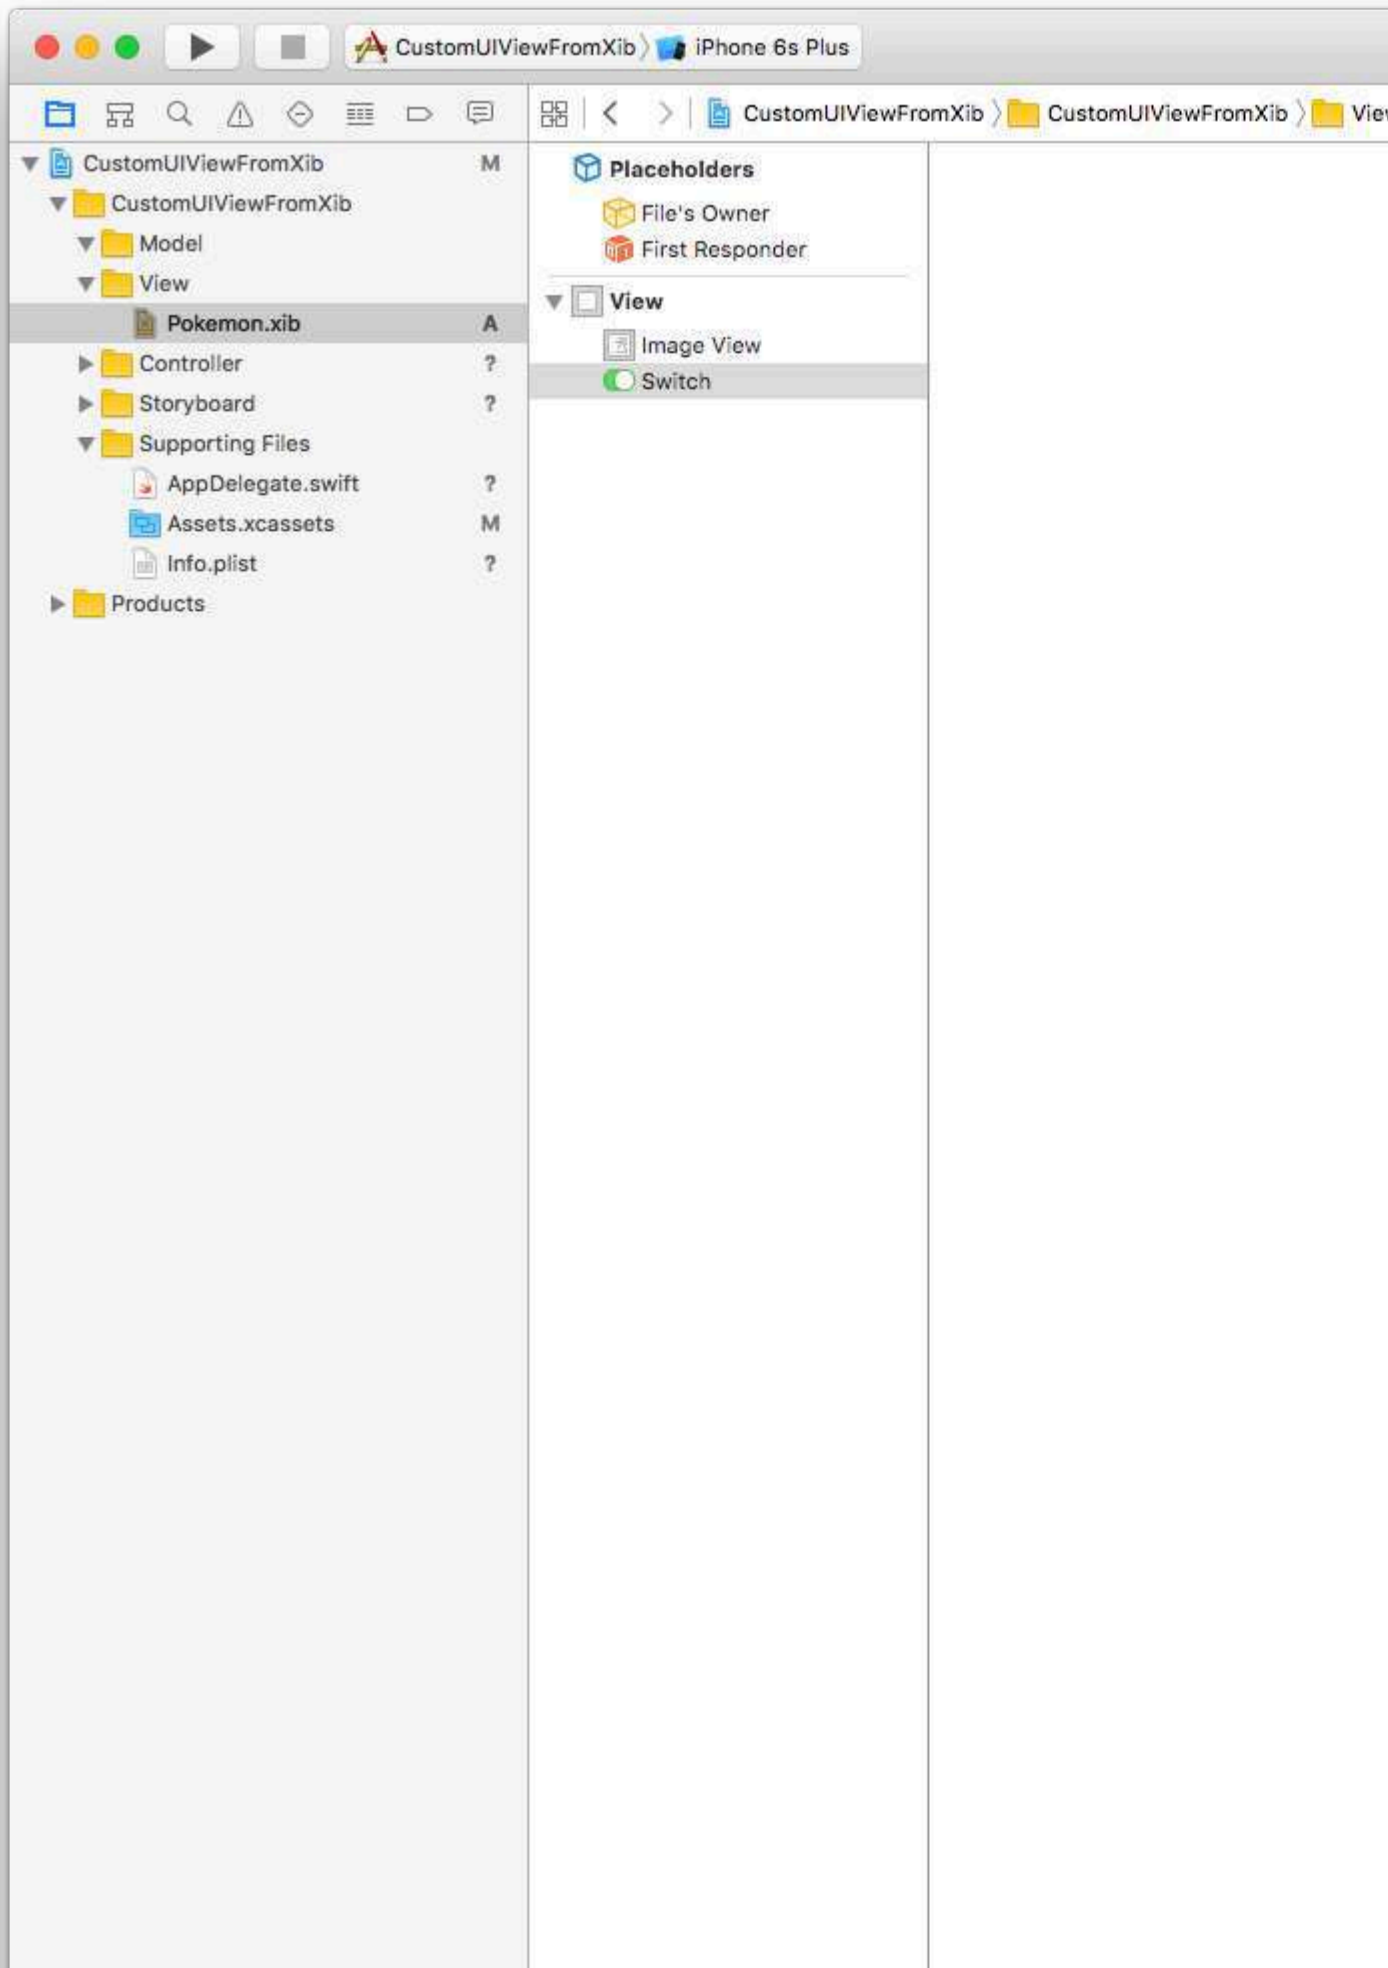 CustomUIViewFromXib iPhone 6s Plus
CustomUIViewFromXib CustomUIViewFromXib
CustomUIViewFromXib M
CustomUIViewFromXib
Model
View
Pokemon.xib A
Controller ?
Storyboard ?
Supporting Files
AppDelegate.swift ?
Assets.xcassets M
Info.plist ?
Products
Placeholders
File's Owner
First Responder
View
Image View
Switch